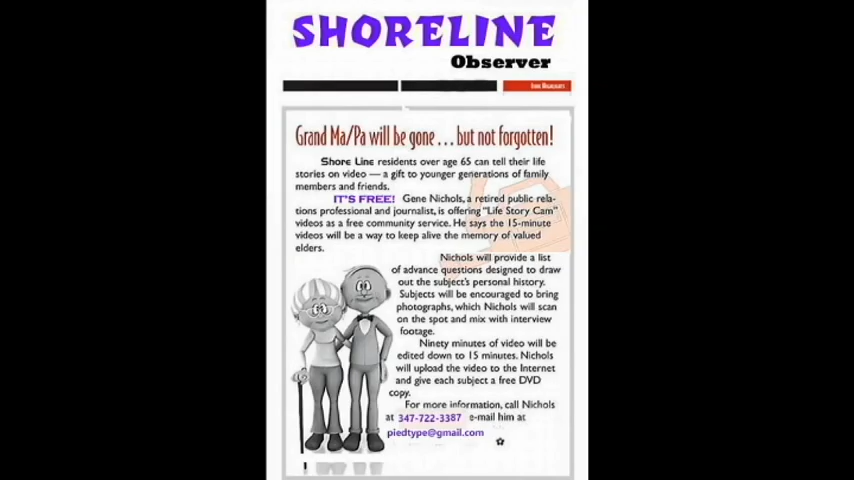 SHORELINE
Observer
Grand Ma/Pa will be gone . . . but not forgotten!
Shore Line residents over age 65 can tell their life
stories on video — a gift to younger generations of family
members and friends.
IT'S FREE! Gene Nichols, a retired public rela-
tions professional and journalist, is offering "Life Story Cam"
videos as a free community service. He says the 15-minute
videos will be a way to keep alive the memory of valued
elders.
Nichols will provide a list
of advance questions designed to draw
out the subject's personal history.
Subjects will be encouraged to bring
photographs, which Nichols will scan
on the spot and mix with interview
footage.
Ninety minutes of video will be
edited down to 15 minutes. Nichols
will upload the video to the Internet
and give each subject a free DVD
copy.
For more information, call Nichols
at 347-722-3387 e-mail him at
piedtype@gmail.com